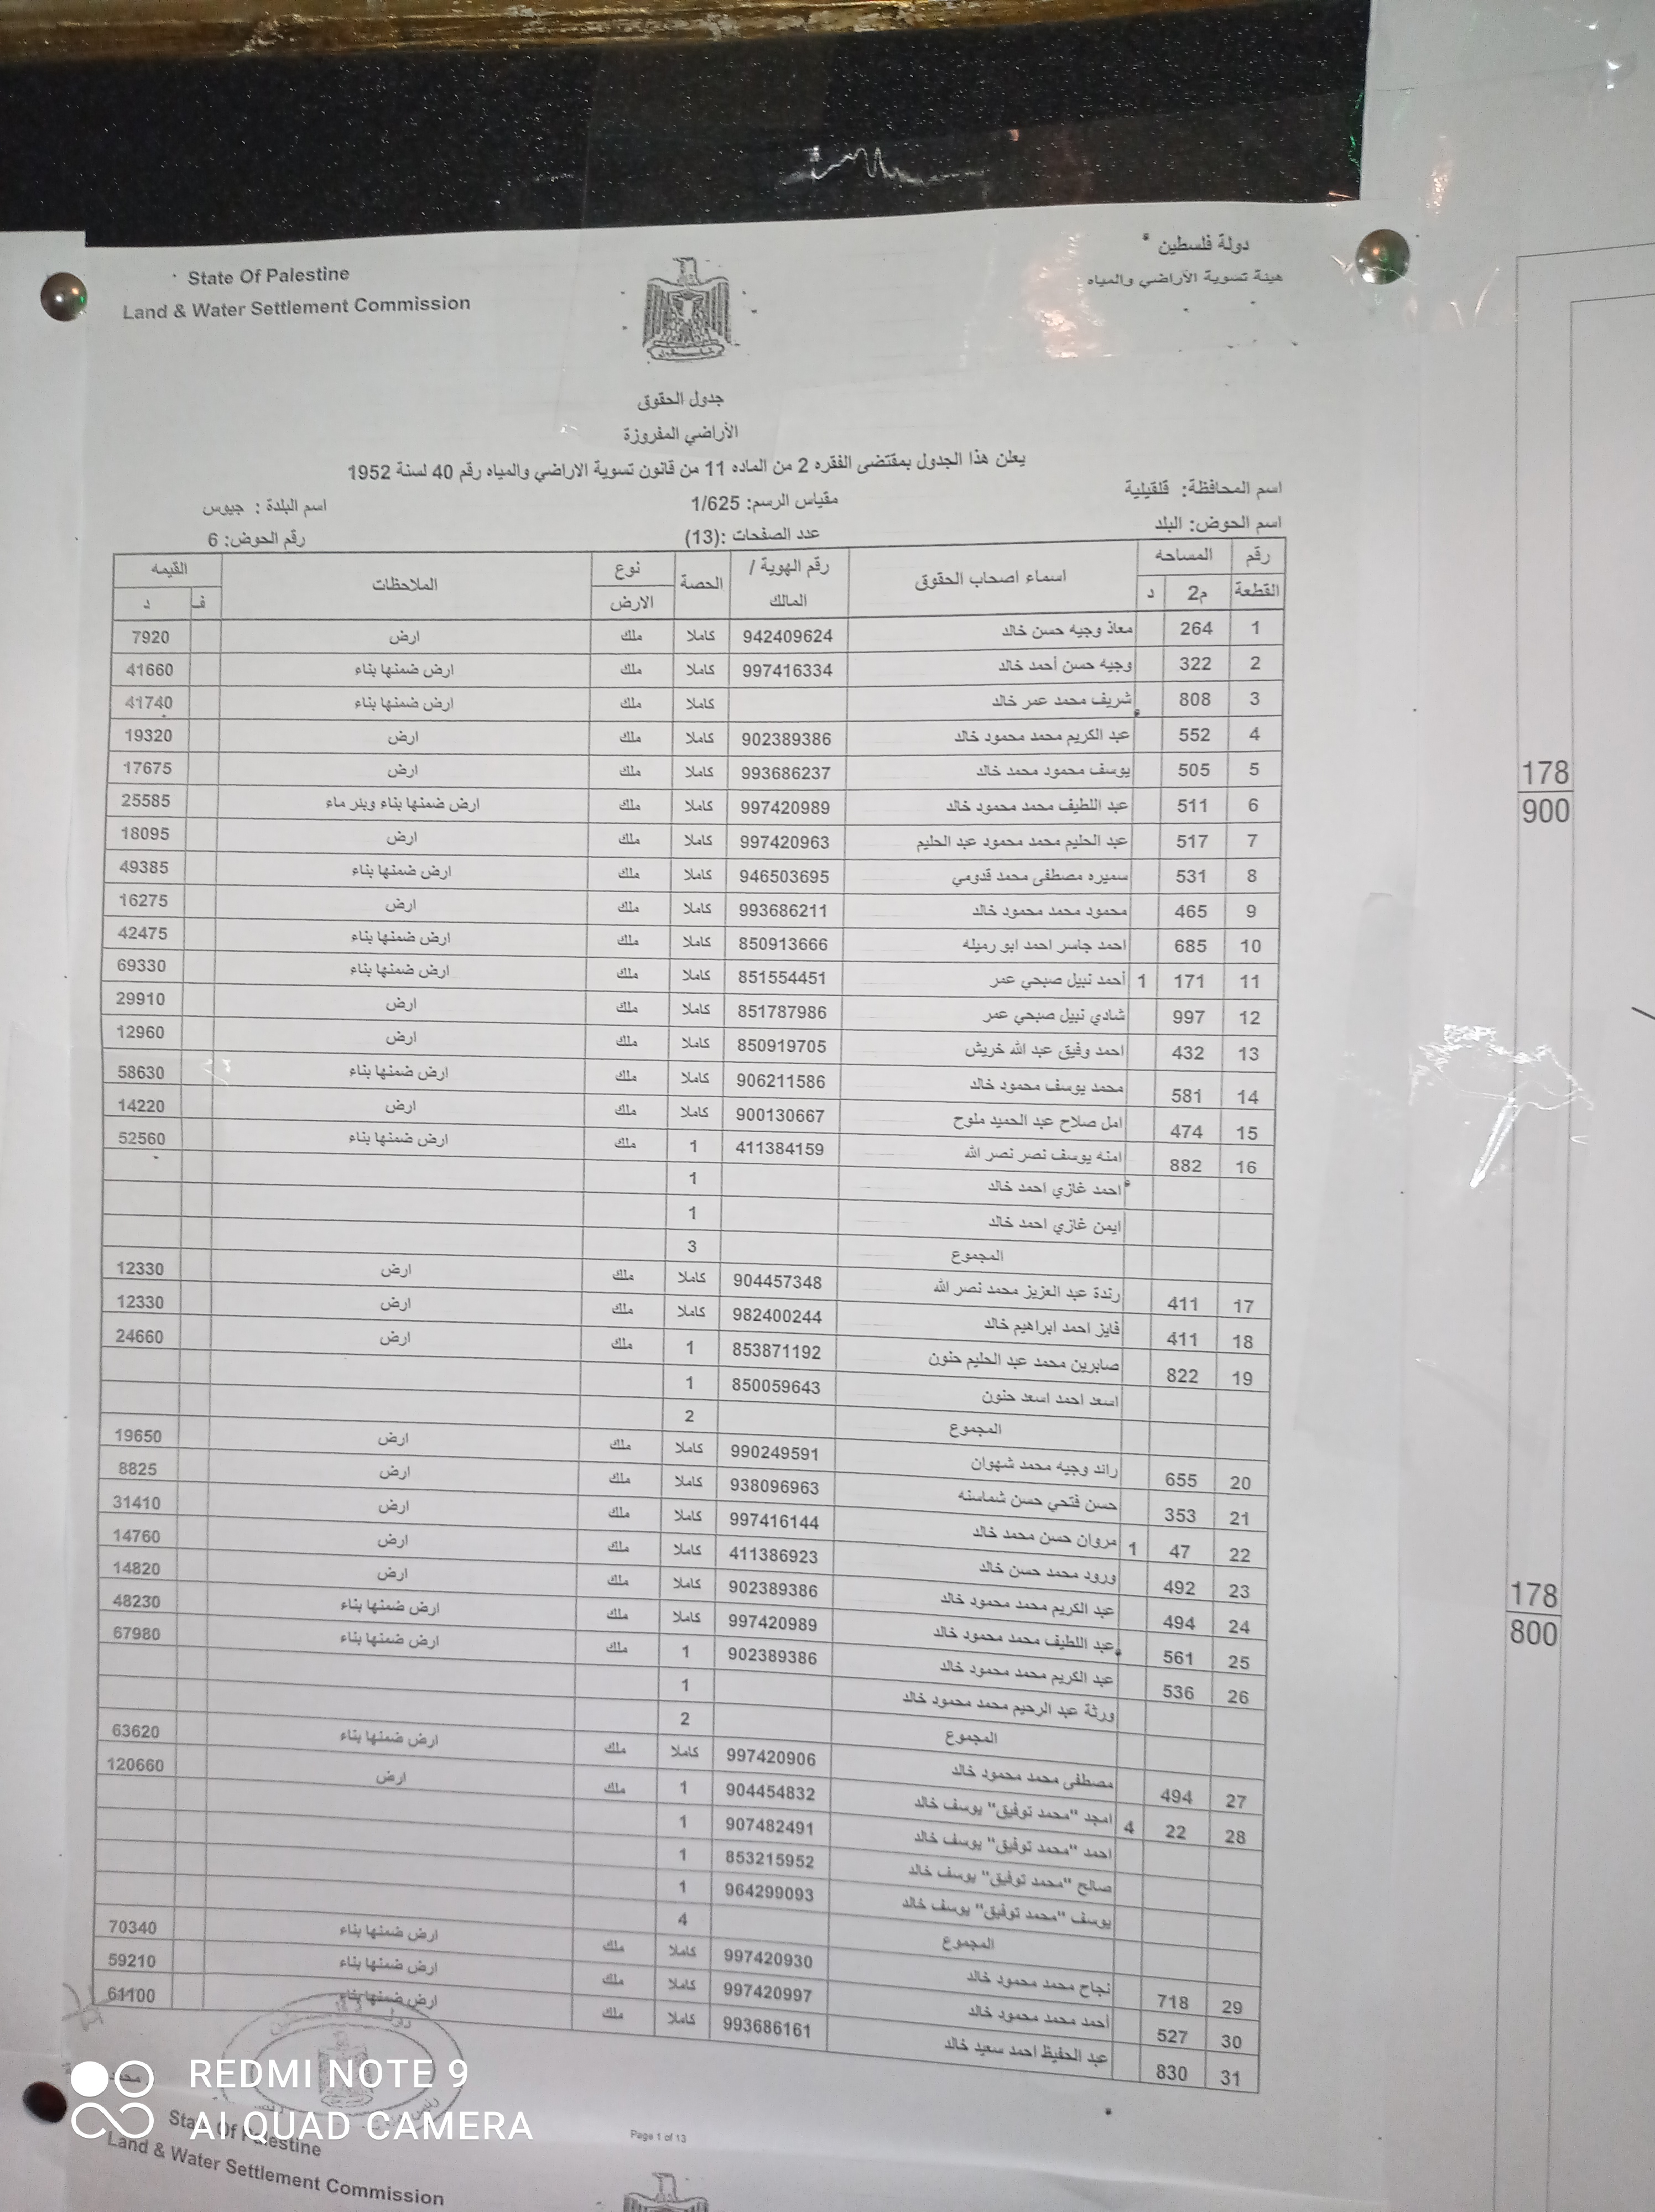 دولة فلسطين
هيئة تسوية الأراضي والمياه
State Of Palestine
Land & Water Settlement Commission
جدول الحقوق
الأراضي المفروزة
يعلن هذا الجدول بمقتضى الفقره 2 من الماده 11 من قانون تسوية الاراضي والمياه رقم 40 لسنة 1952
اسم المحافظة: قلقيلية مقياس الرسم: 1/625 اسم البلدة : جيوس
اسم الحوض: البلد عدد الصفحات :(13) رقم الحوض: 6
رقم القطعة المساحه م2 د اسماء اصحاب الحقوق رقم الهوية / المالك الحصة نوع الارض الملاحظات القيمه ف د
1 264 معاذ وجيه حسن خالد 942409624 كاملا ملك ارض 7920
2 322 وجيه حسن أحمد خالد 997416334 كاملا ملك ارض ضمنها بناء 41660
3 808 شريف محمد عمر خالد كاملا ملك ارض ضمنها بناء 41740
4 552 عبد الكريم محمد محمود خالد 902389386 كاملا ملك ارض 19320
5 505 يوسف محمود محمد خالد 993686237 كاملا ملك ارض 17675
6 511 عبد اللطيف محمد محمود خالد 997420989 كاملا ملك ارض ضمنها بناء وبئر ماء 25585
7 517 عبد الحليم محمد محمود عبد الحليم 997420963 كاملا ملك ارض 18095
8 531 سميره مصطفى محمد قدومي 946503695 كاملا ملك ارض ضمنها بناء 49385
9 465 محمود محمد محمود خالد 993686211 كاملا ملك ارض 16275
10 685 احمد جاسر احمد ابو رميله 850913666 كاملا ملك ارض ضمنها بناء 42475
11 171 1 أحمد نبيل صبحي عمر 851554451 كاملا ملك ارض ضمنها بناء 69330
12 997 شادي نبيل صبحي عمر 851787986 كاملا ملك ارض 29910
13 432 احمد وفيق عبد الله خريش 850919705 كاملا ملك ارض 12960
14 581 محمد يوسف محمود خالد 906211586 كاملا ملك ارض ضمنها بناء 58630
15 474 امل صلاح عبد الحميد ملوح 900130667 كاملا ملك ارض 14220
16 882 امنه يوسف نصر نصر الله 411384159 1 ملك ارض ضمنها بناء 52560
احمد غازي احمد خالد 1
ايمن غازي احمد خالد 1
المجموع 3
17 411 رندة عبد العزيز محمد نصر الله 904457348 كاملا ملك ارض 12330
18 411 فايز احمد ابراهيم خالد 982400244 كاملا ملك ارض 12330
19 822 صابرين محمد عبد الحليم حنون 853871192 1 ملك ارض 24660
اسعد احمد اسعد حنون 850059643 1
المجموع 2
20 655 رائد وجيه محمد شهوان 990249591 كاملا ملك ارض 19650
21 353 حسن فتحي حسن شماسنه 938096963 كاملا ملك ارض 8825
22 47 1 مروان حسن محمد خالد 997416144 كاملا ملك ارض 31410
23 492 ورود محمد حسن خالد 411386923 كاملا ملك ارض 14760
24 494 عبد الكريم محمد محمود خالد 902389386 كاملا ملك ارض 14820
25 561 عبد اللطيف محمد محمود خالد 997420989 كاملا ملك ارض ضمنها بناء 48230
26 536 عبد الكريم محمد محمود خالد 902389386 1 ملك ارض ضمنها بناء 67980
ورثة عبد الرحيم محمد محمود خالد 1
المجموع 2
27 494 مصطفى محمد محمود خالد 997420906 كاملا ملك ارض ضمنها بناء 63620
28 22 4 امجد "محمد توفيق" يوسف خالد 904454832 1 ملك ارض 120660
احمد "محمد توفيق" يوسف خالد 907482491 1
صالح "محمد توفيق" يوسف خالد 853215952 1
يوسف "محمد توفيق" يوسف خالد 964299093 1
المجموع 4
29 718 نجاح محمد محمود خالد 997420930 كاملا ملك ارض ضمنها بناء 70340
30 527 أحمد محمد محمود خالد 997420997 كاملا ملك ارض ضمنها بناء 59210
31 830 عبد الحفيظ احمد سعيد خالد 993686161 كاملا ملك ارض ضمنها بناء 61100
Page 1 of 13
State Of Palestine
Land & Water Settlement Commission
REDMI NOTE 9
AI QUAD CAMERA
178
900
178
800